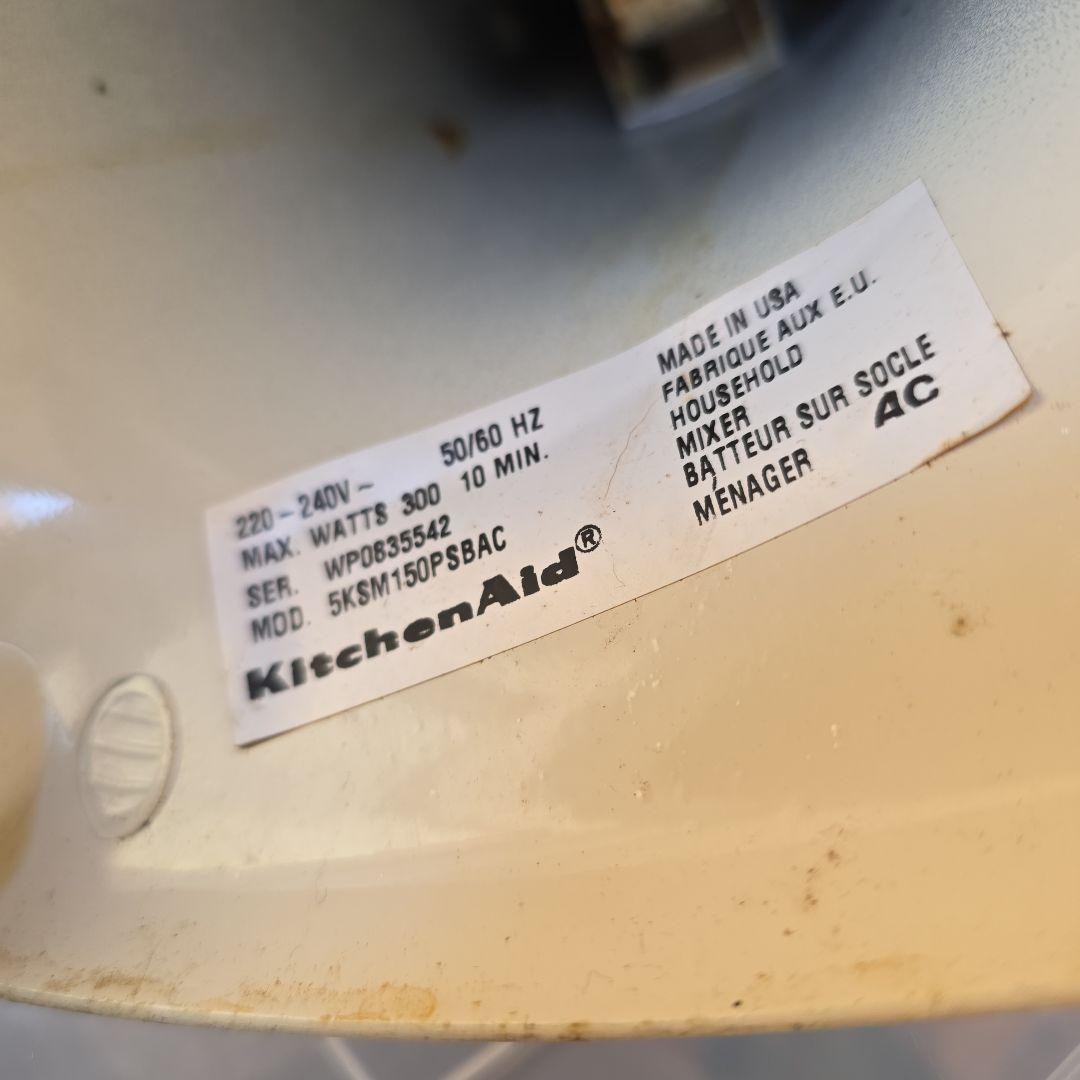 220-240V~ 50/60 HZ
MAX. WATTS 300 10 MIN.
SER. WP0835542
MOD. 5KSM150PSBAC
KitchenAid®
MADE IN USA
FABRIQUE AUX E.U.
HOUSEHOLD
MIXER
BATTEUR SUR SOCLE
MÉNAGER
AC